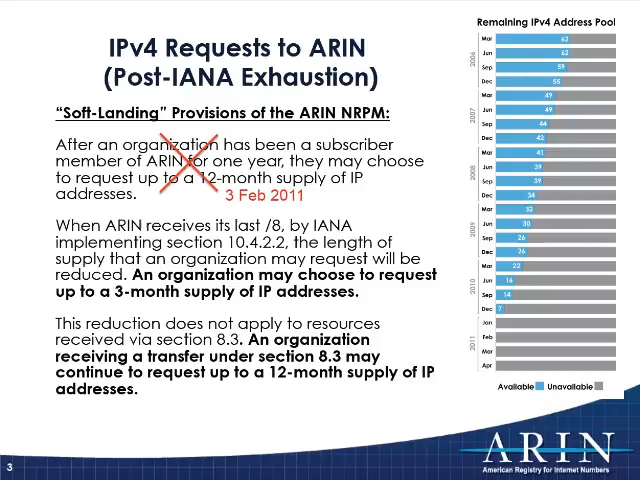 IPv4 Requests to ARIN
(Post-IANA Exhaustion)
“Soft-Landing” Provisions of the ARIN NRPM:
After an organization has been a subscriber
member of ARIN for one year, they may choose
to request up to a 12-month supply of IP
addresses.
3 Feb 2011
When ARIN receives its last /8, by IANA
implementing section 10.4.2.2, the length of
supply that an organization may request will be
reduced. An organization may choose to request
up to a 3-month supply of IP addresses.
This reduction does not apply to resources
received via section 8.3. An organization
receiving a transfer under section 8.3 may
continue to request up to a 12-month supply of IP
addresses.
Remaining IPv4 Address Pool
2006
Mar 62
Jun 62
Sep 59
Dec 55
2007
Mar 49
Jun 49
Sep 44
Dec 42
2008
Mar 41
Jun 39
Sep 39
Dec 34
2009
Mar 32
Jun 30
Sep 26
Dec 26
2010
Mar 22
Jun 16
Sep 14
Dec 7
2011
Jan
Feb
Mar
Apr
Available Unavailable
3
ARIN
American Registry for Internet Numbers